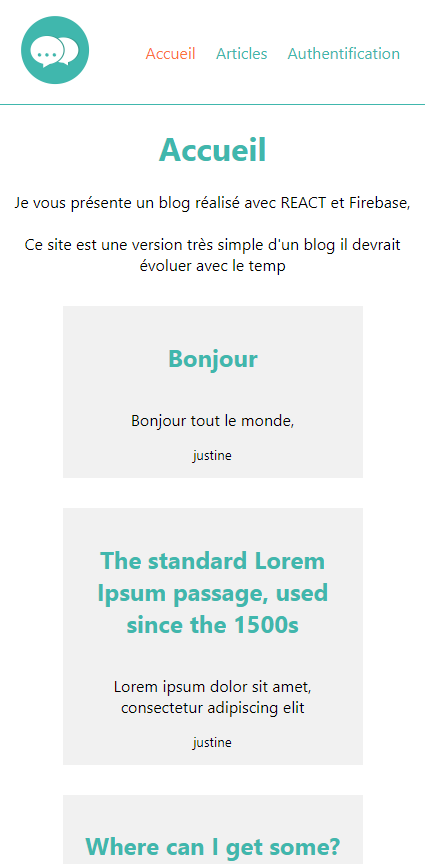 Accueil Articles Authentification
Accueil
Je vous présente un blog réalisé avec REACT et Firebase,
Ce site est une version très simple d'un blog il devrait
évoluer avec le temp
Bonjour
Bonjour tout le monde,
justine
The standard Lorem
Ipsum passage, used
since the 1500s
Lorem ipsum dolor sit amet,
consectetur adipiscing elit
justine
Where can I get some?